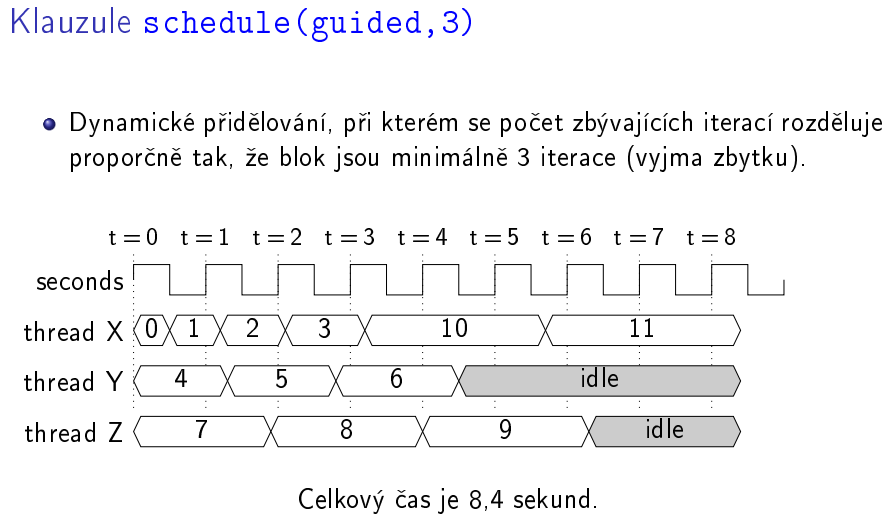 Klauzule schedule(guided,3)
Dynamické přidělování, při kterém se počet zbývajících iterací rozděluje
proporčně tak, že blok jsou minimálně 3 iterace (vyjma zbytku).
t = 0 t = 1 t = 2 t = 3 t = 4 t = 5 t = 6 t = 7 t = 8
seconds
thread X 0 1 2 3 10 11
thread Y 4 5 6 idle
thread Z 7 8 9 idle
Celkový čas je 8,4 sekund.